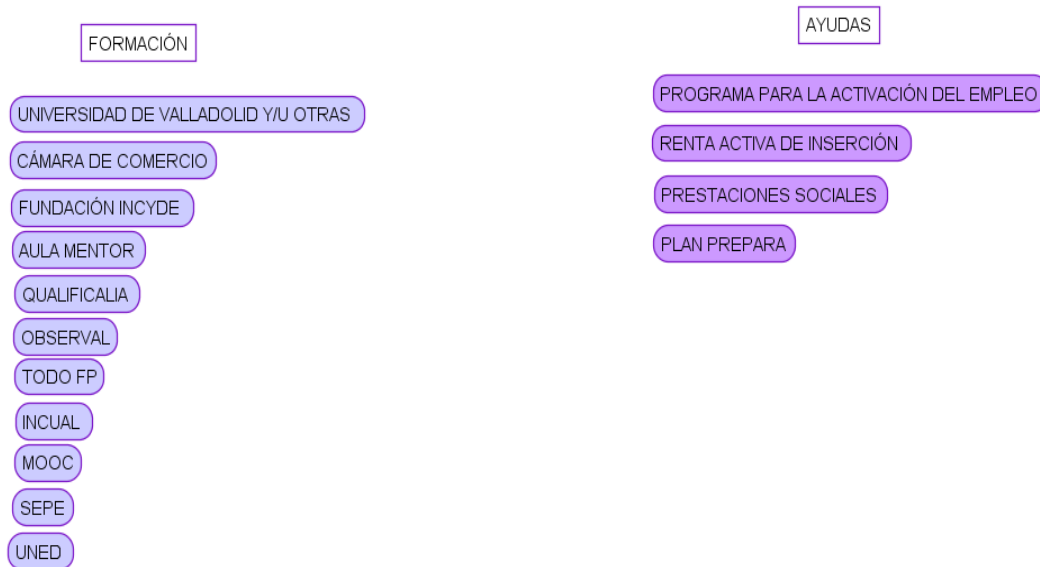 FORMACIÓN
UNIVERSIDAD DE VALLADOLID Y/U OTRAS
CÁMARA DE COMERCIO
FUNDACIÓN INCYDE
AULA MENTOR
QUALIFICALIA
OBSERVAL
TODO FP
INCUAL
MOOC
SEPE
UNED
AYUDAS
PROGRAMA PARA LA ACTIVACIÓN DEL EMPLEO
RENTA ACTIVA DE INSERCIÓN
PRESTACIONES SOCIALES
PLAN PREPARA